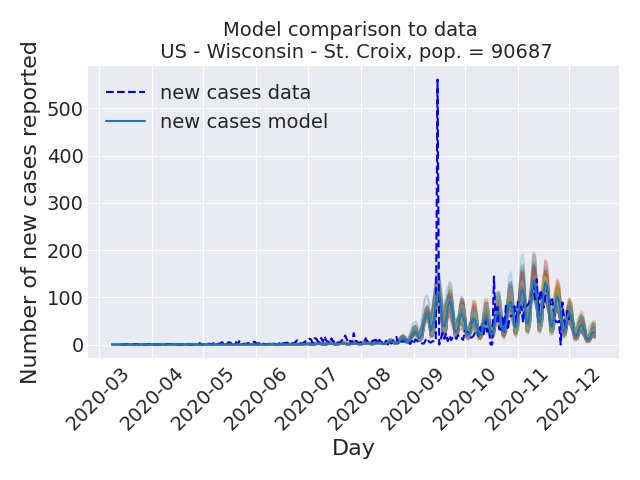 Model comparison to data
US - Wisconsin - St. Croix, pop. = 90687
new cases data
new cases model
Number of new cases reported
500
400
300
200
100
0
2020-03
2020-04
2020-05
2020-06
2020-07
2020-08
2020-09
2020-10
2020-11
2020-12
Day